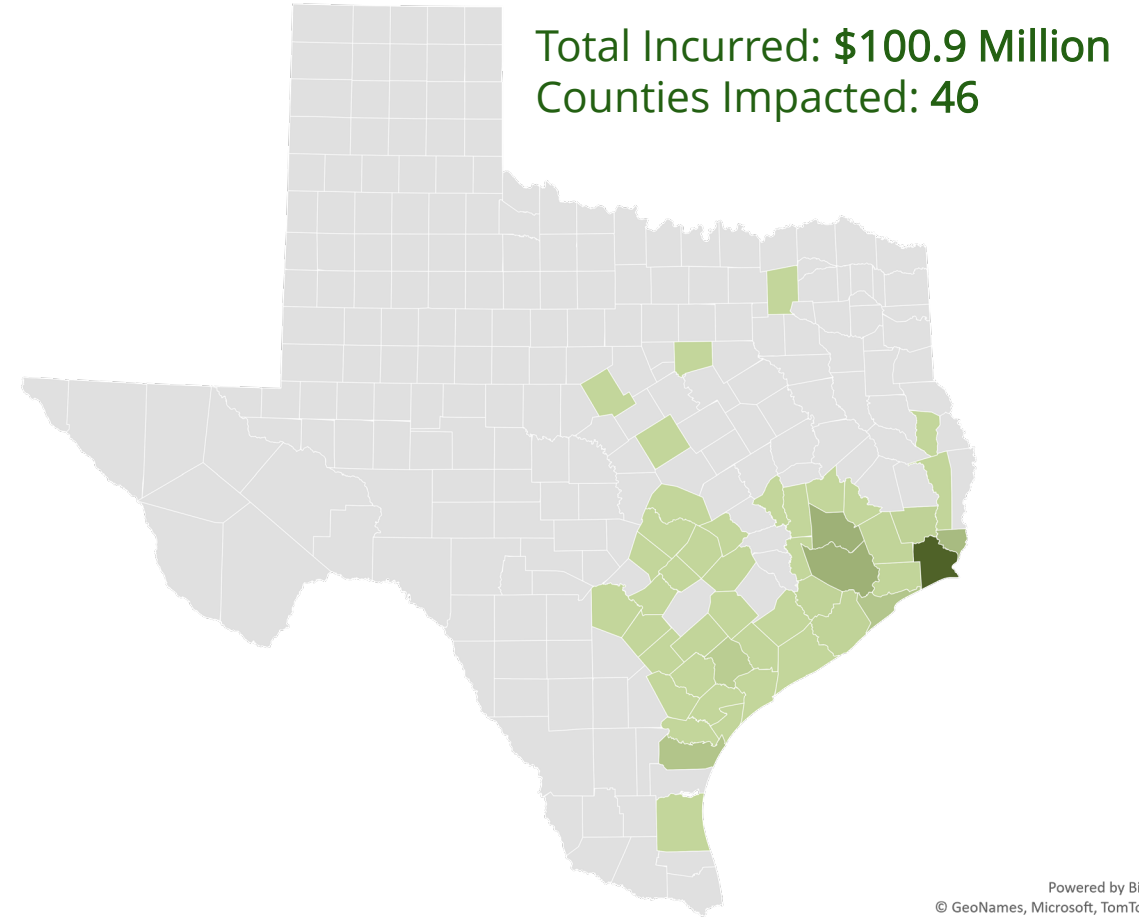 Total Incurred: $100.9 Million
Counties Impacted: 46
Powered by Bi
© GeoNames, Microsoft, TomTo